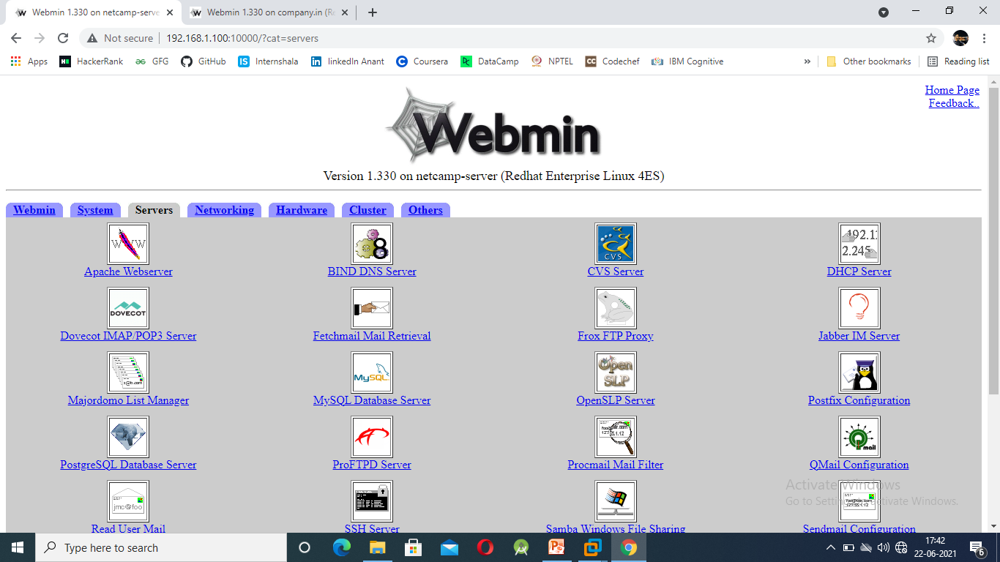 Webmin 1.330 on netcamp-serve
Webmin 1.330 on company.in (Re
Not secure | 192.168.1.100:10000/?cat=servers
Apps HackerRank GFG GitHub Internshala linkedIn Anant Coursera DataCamp NPTEL Codechef IBM Cognitive » Other bookmarks Reading list
Home Page
Feedback..
Webmin
Version 1.330 on netcamp-server (Redhat Enterprise Linux 4ES)
Webmin System Servers Networking Hardware Cluster Others
WWW
CVS
192.1
2.245
Apache Webserver BIND DNS Server CVS Server DHCP Server
DOVECOT
Dovecot IMAP/POP3 Server Fetchmail Mail Retrieval Frox FTP Proxy Jabber IM Server
MySQL
Open
SLP
Majordomo List Manager MySQL Database Server OpenSLP Server Postfix Configuration
mail
PostgreSQL Database Server ProFTPD Server Procmail Mail Filter QMail Configuration
jmc@foo
Read User Mail SSH Server Samba Windows File Sharing Sendmail Configuration
Activate Windows
Go to Settings to activate Windows.
Type here to search
17:42
22-06-2021
6